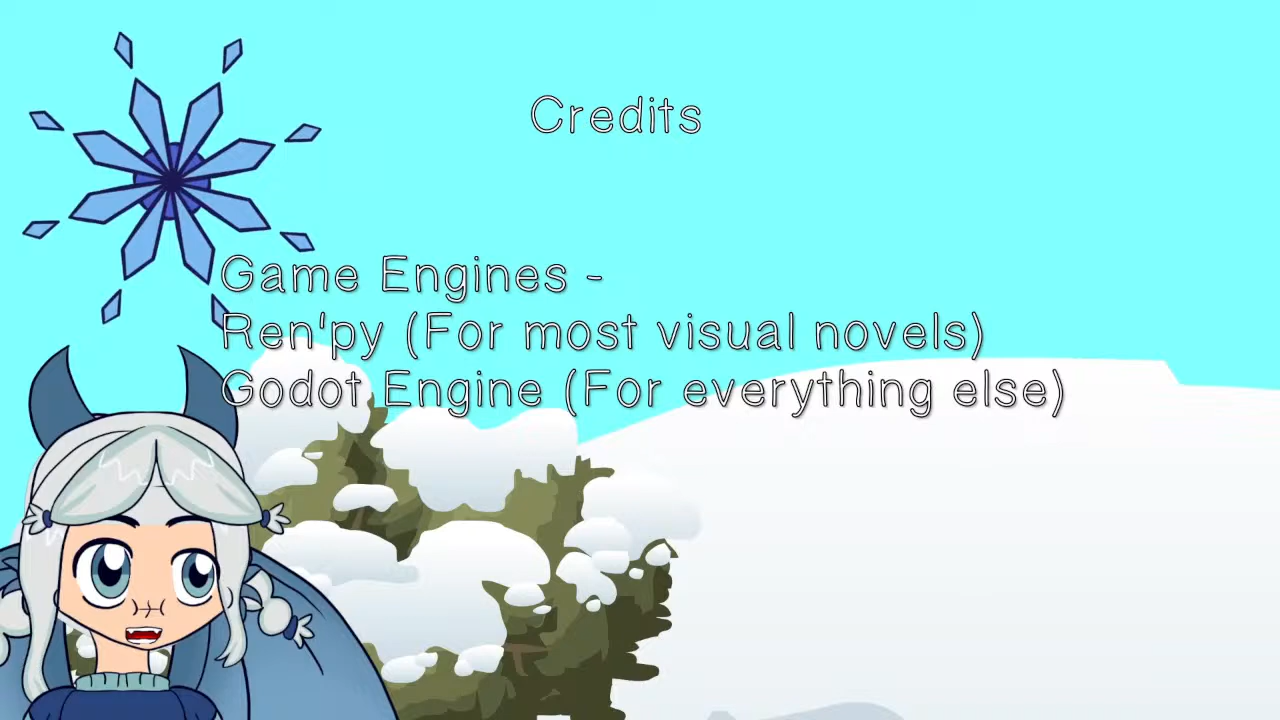 Credits
Game Engines -
Ren'py (For most visual novels)
Godot Engine (For everything else)